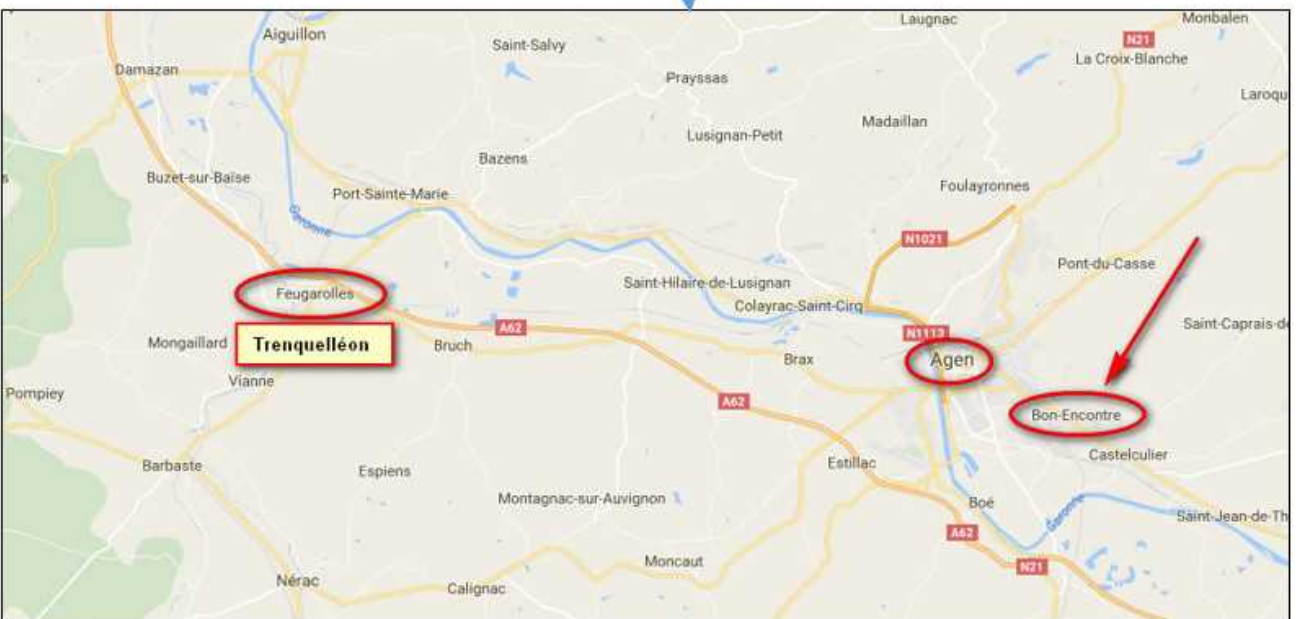 Laugnac
Monbalen
Aiguillon
N21
Saint-Salvy
La Croix-Blanche
Damazan
Prayssas
Laroqu
Madaillan
Lusignan-Petit
Bazens
s
Buzet-sur-Baïse
Foulayronnes
Port-Sainte-Marie
Garonne
N1021
Pont-du-Casse
Saint-Hilaire-de-Lusignan
Feugarolles
Colayrac-Saint-Cirq
Saint-Caprais-de
A62
N1113
Mongaillard
Trenquelléon
Bruch
Brax
Agen
Vianne
Pompiey
A62
Bon-Encontre
Castelculier
Barbaste
Espiens
Estillac
Montagnac-sur-Auvignon
Boé
Garonne
Saint-Jean-de-Th
A62
Moncaut
N21
Nérac
Calignac